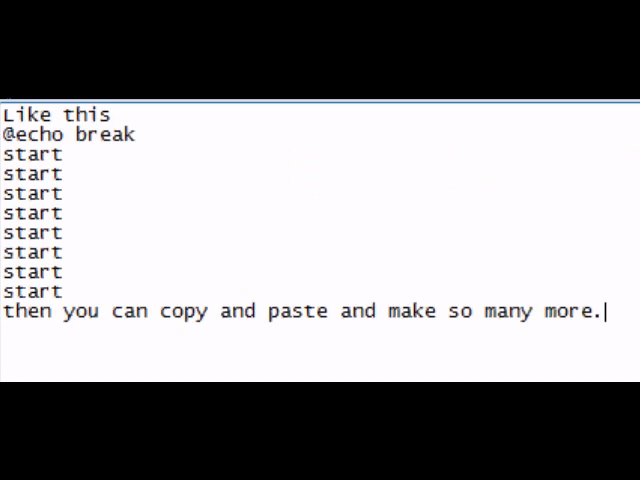 Like this
@echo break
start
start
start
start
start
start
start
start
then you can copy and paste and make so many more.